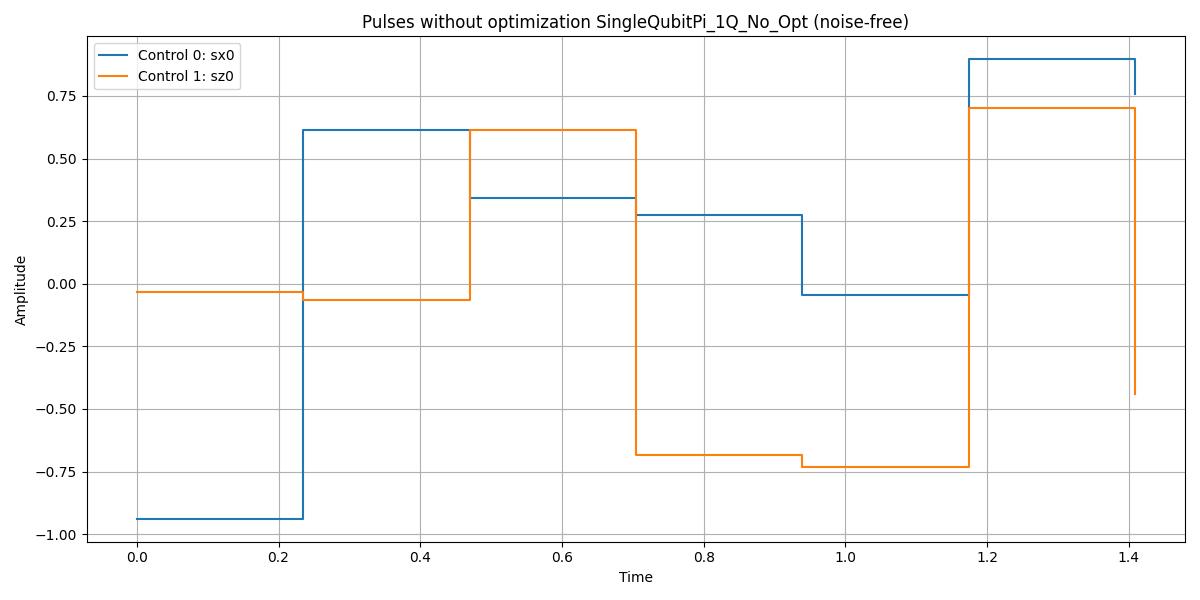 Pulses without optimization SingleQubitPi_1Q_No_Opt (noise-free)
Control 0: sx0
Control 1: sz0
Amplitude
0.75
0.50
0.25
0.00
−0.25
−0.50
−0.75
−1.00
0.0 0.2 0.4 0.6 0.8 1.0 1.2 1.4
Time